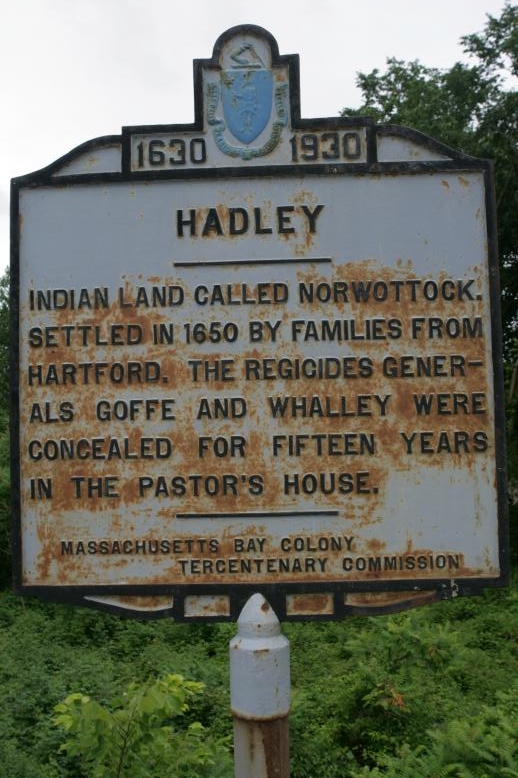 1630 1930
HADLEY
INDIAN LAND CALLED NORWOTTOCK.
SETTLED IN 1650 BY FAMILIES FROM
HARTFORD. THE REGICIDES GENER-
ALS GOFFE AND WHALLEY WERE
CONCEALED FOR FIFTEEN YEARS
IN THE PASTOR'S HOUSE.
MASSACHUSETTS BAY COLONY
TERCENTENARY COMMISSION